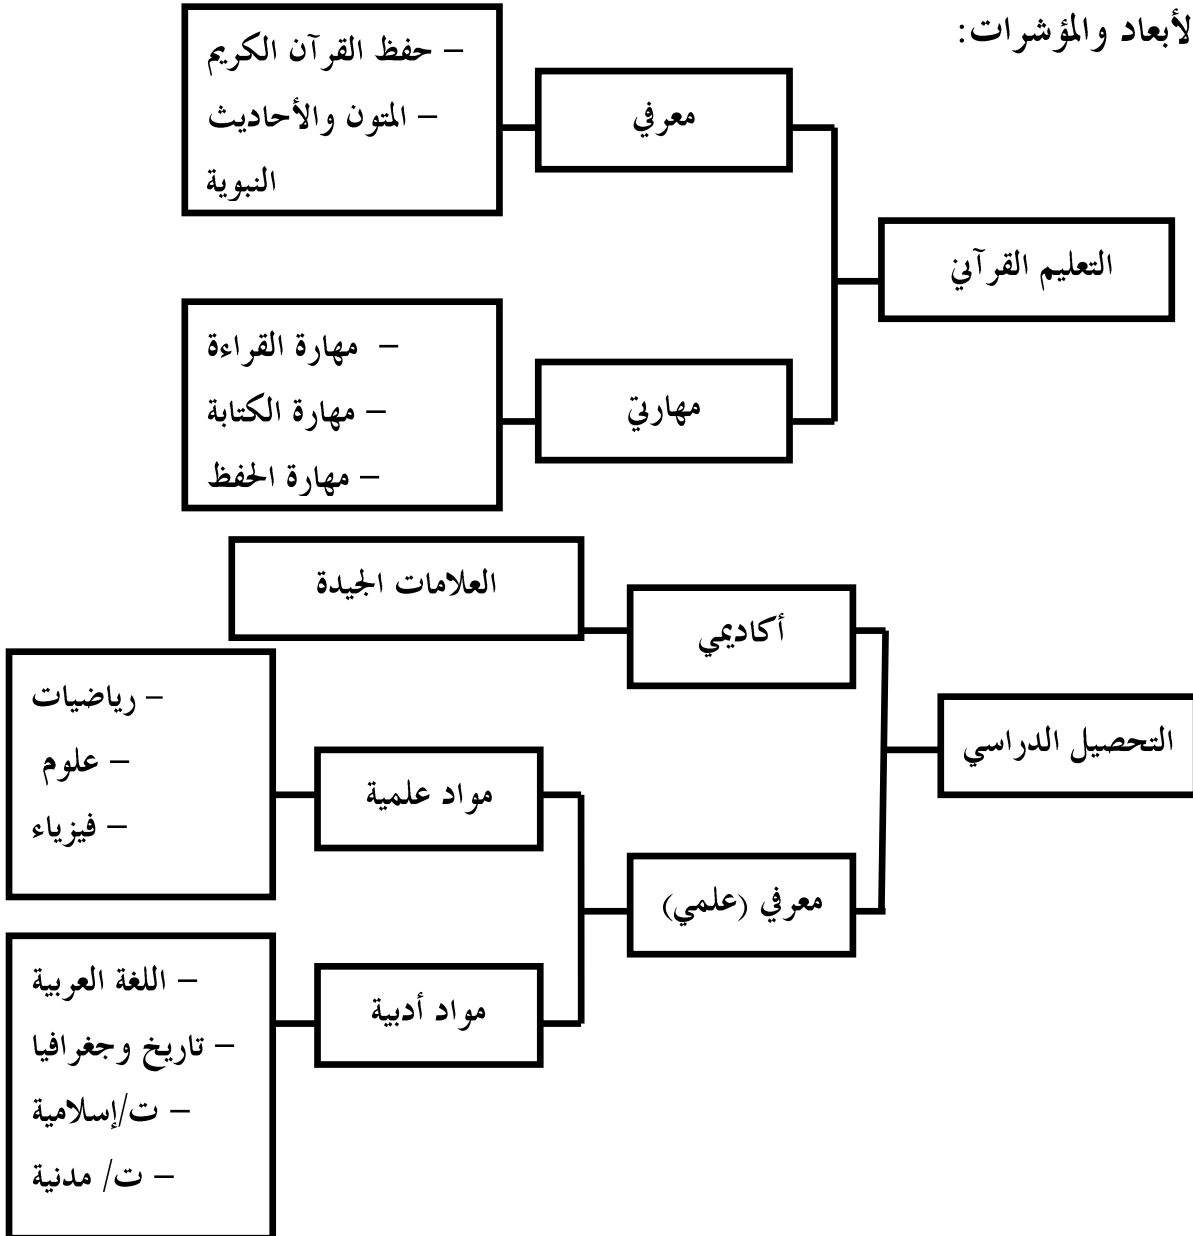 لأبعاد والمؤشرات:
التعليم القرآني
معرفي
– حفظ القرآن الكريم
– المتون والأحاديث
النبوية
مهاراتي
– مهارة القراءة
– مهارة الكتابة
– مهارة الحفظ
التحصيل الدراسي
أكاديمي
العلامات الجيدة
معرفي (علمي)
مواد علمية
– رياضيات
– علوم
– فيزياء
مواد أدبية
– اللغة العربية
– تاريخ وجغرافيا
– ت/إسلامية
– ت/ مدنية